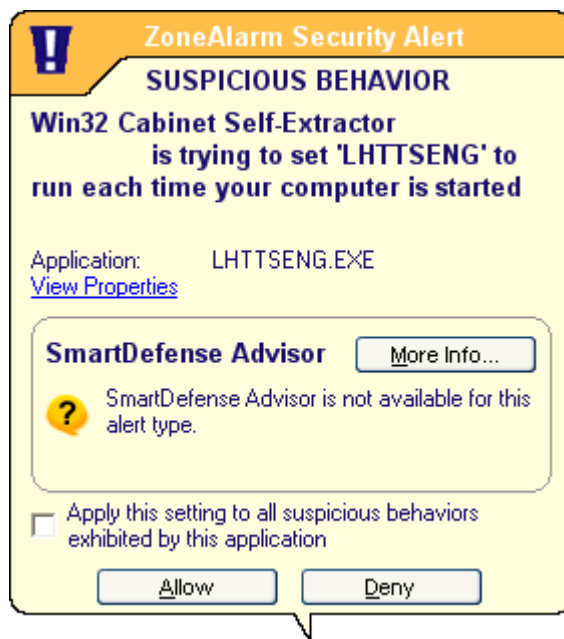 ZoneAlarm Security Alert
SUSPICIOUS BEHAVIOR
Win32 Cabinet Self-Extractor
is trying to set 'LHTTSENG' to
run each time your computer is started
Application: LHTTSENG.EXE
View Properties
SmartDefense Advisor More Info...
SmartDefense Advisor is not available for this
alert type.
Apply this setting to all suspicious behaviors
exhibited by this application
Allow Deny